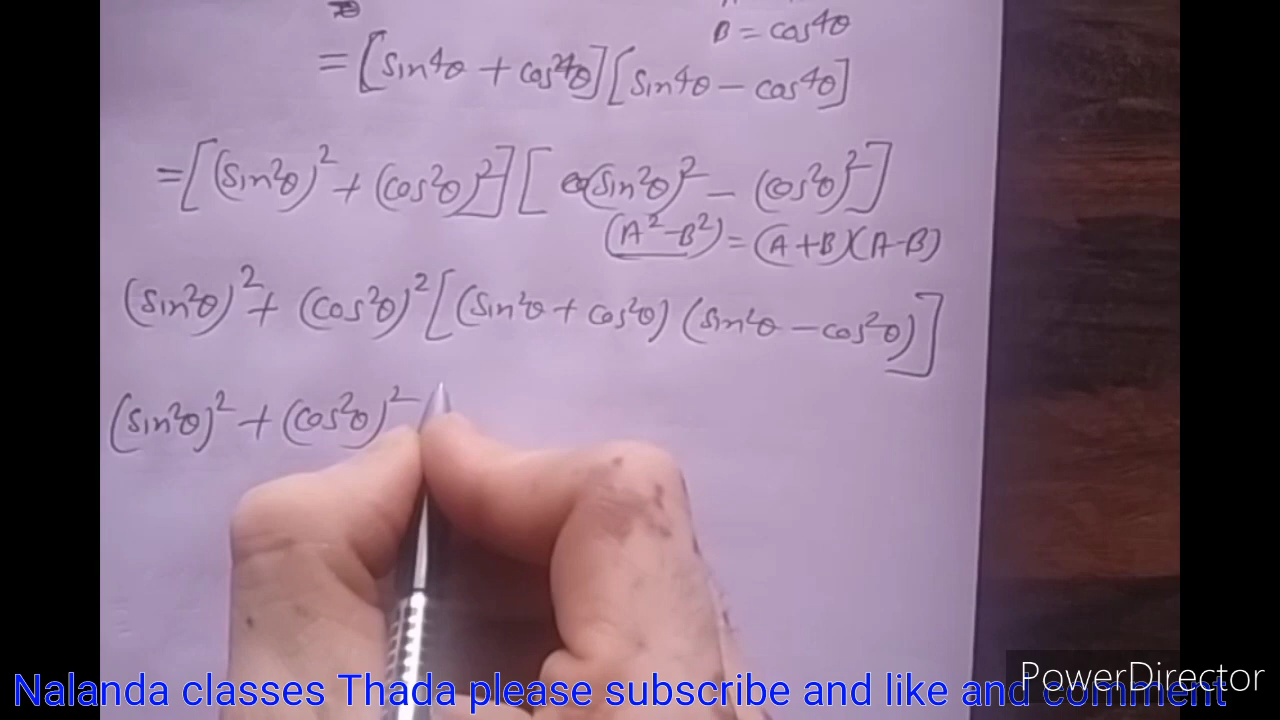 B = cos⁴θ
= [sin⁴θ + cos⁴θ] [sin⁴θ − cos⁴θ]
= [(sin²θ)² + (cos²θ)²] [(sin²θ)² − (cos²θ)²]
(A²−B²) = (A+B)(A−B)
(sin²θ)² + (cos²θ)² [(sin²θ + cos²θ) (sin²θ − cos²θ)]
(sin²θ)² + (cos²θ)²
PowerDirector
Nalanda classes Thada please subscribe and like and comment